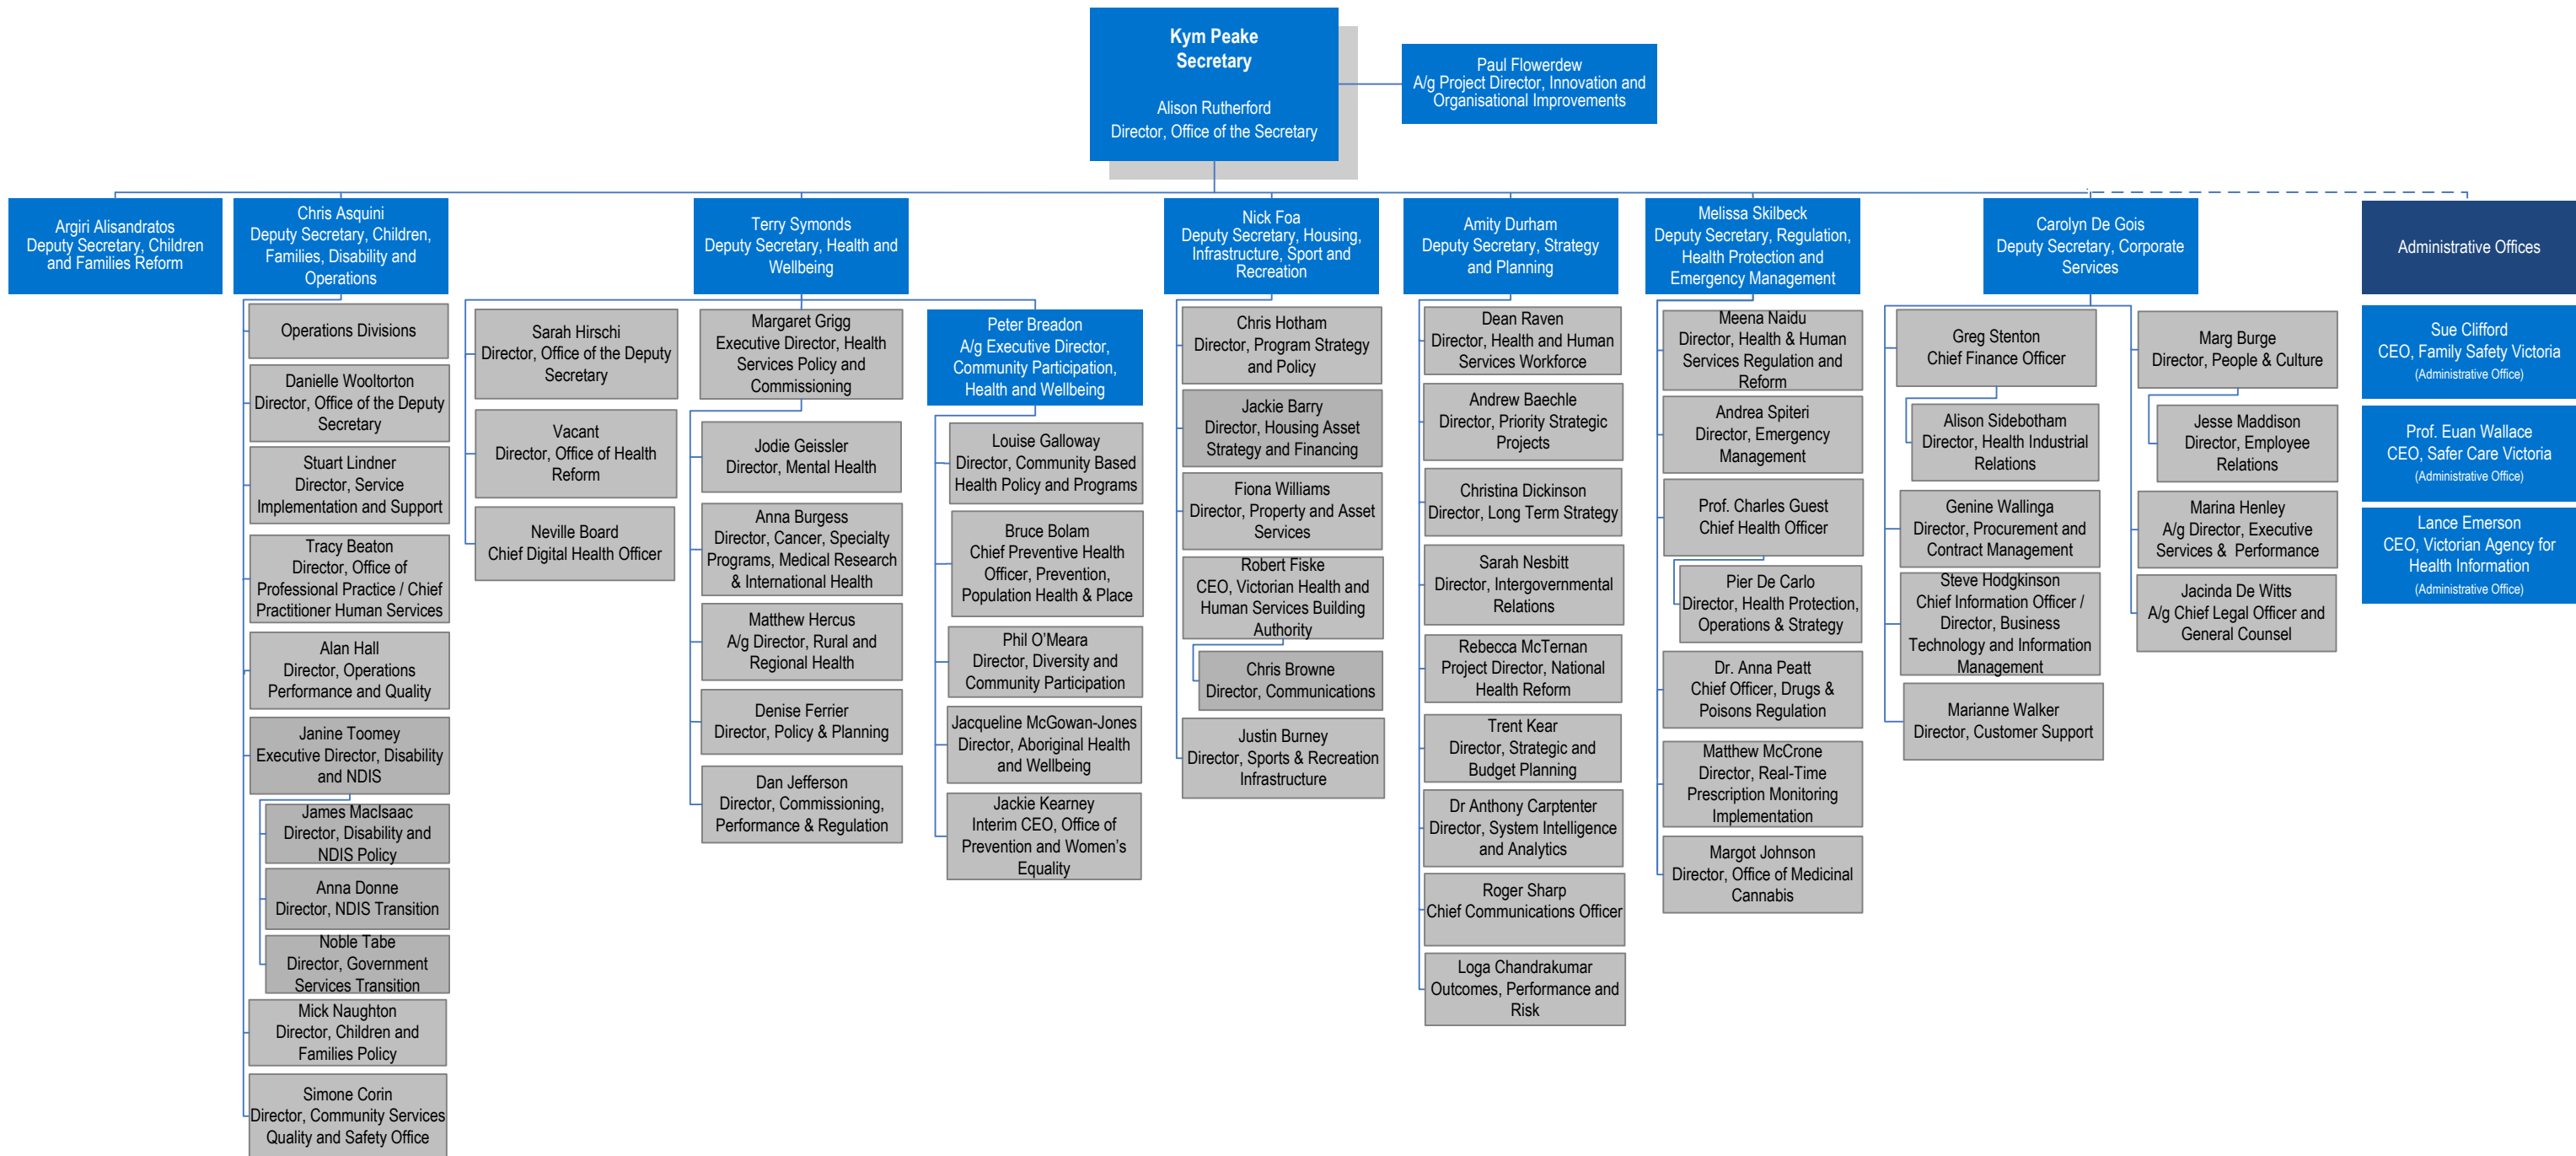 Kym Peake
Secretary
Alison Rutherford
Director, Office of the Secretary
Paul Flowerdew
A/g Project Director, Innovation and
Organisational Improvements
Argiri Alisandratos
Deputy Secretary, Children
and Families Reform
Chris Asquini
Deputy Secretary, Children,
Families, Disability and
Operations
Operations Divisions
Danielle Wooltorton
Director, Office of the Deputy
Secretary
Stuart Lindner
Director, Service
Implementation and Support
Tracy Beaton
Director, Office of
Professional Practice / Chief
Practitioner Human Services
Alan Hall
Director, Operations
Performance and Quality
Janine Toomey
Executive Director, Disability
and NDIS
James MacIsaac
Director, Disability and
NDIS Policy
Anna Donne
Director, NDIS Transition
Noble Tabe
Director, Government
Services Transition
Mick Naughton
Director, Children and
Families Policy
Simone Corin
Director, Community Services
Quality and Safety Office
Terry Symonds
Deputy Secretary, Health and
Wellbeing
Sarah Hirschi
Director, Office of the Deputy
Secretary
Vacant
Director, Office of Health
Reform
Neville Board
Chief Digital Health Officer
Margaret Grigg
Executive Director, Health
Services Policy and
Commissioning
Jodie Geissler
Director, Mental Health
Anna Burgess
Director, Cancer, Specialty
Programs, Medical Research
& International Health
Matthew Hercus
A/g Director, Rural and
Regional Health
Denise Ferrier
Director, Policy & Planning
Dan Jefferson
Director, Commissioning,
Performance & Regulation
Peter Breadon
A/g Executive Director,
Community Participation,
Health and Wellbeing
Louise Galloway
Director, Community Based
Health Policy and Programs
Bruce Bolam
Chief Preventive Health
Officer, Prevention,
Population Health & Place
Phil O'Meara
Director, Diversity and
Community Participation
Jacqueline McGowan-Jones
Director, Aboriginal Health
and Wellbeing
Jackie Kearney
Interim CEO, Office of
Prevention and Women's
Equality
Nick Foa
Deputy Secretary, Housing,
Infrastructure, Sport and
Recreation
Chris Hotham
Director, Program Strategy
and Policy
Jackie Barry
Director, Housing Asset
Strategy and Financing
Fiona Williams
Director, Property and Asset
Services
Robert Fiske
CEO, Victorian Health and
Human Services Building
Authority
Chris Browne
Director, Communications
Justin Burney
Director, Sports & Recreation
Infrastructure
Amity Durham
Deputy Secretary, Strategy
and Planning
Dean Raven
Director, Health and Human
Services Workforce
Andrew Baechle
Director, Priority Strategic
Projects
Christina Dickinson
Director, Long Term Strategy
Sarah Nesbitt
Director, Intergovernmental
Relations
Rebecca McTernan
Project Director, National
Health Reform
Trent Kear
Director, Strategic and
Budget Planning
Dr Anthony Carptenter
Director, System Intelligence
and Analytics
Roger Sharp
Chief Communications Officer
Loga Chandrakumar
Outcomes, Performance and
Risk
Melissa Skilbeck
Deputy Secretary, Regulation,
Health Protection and
Emergency Management
Meena Naidu
Director, Health & Human
Services Regulation and
Reform
Andrea Spiteri
Director, Emergency
Management
Prof. Charles Guest
Chief Health Officer
Pier De Carlo
Director, Health Protection,
Operations & Strategy
Dr. Anna Peatt
Chief Officer, Drugs &
Poisons Regulation
Matthew McCrone
Director, Real-Time
Prescription Monitoring
Implementation
Margot Johnson
Director, Office of Medicinal
Cannabis
Carolyn De Gois
Deputy Secretary, Corporate
Services
Greg Stenton
Chief Finance Officer
Alison Sidebotham
Director, Health Industrial
Relations
Genine Wallinga
Director, Procurement and
Contract Management
Steve Hodgkinson
Chief Information Officer /
Director, Business
Technology and Information
Management
Marianne Walker
Director, Customer Support
Marg Burge
Director, People & Culture
Jesse Maddison
Director, Employee
Relations
Marina Henley
A/g Director, Executive
Services & Performance
Jacinda De Witts
A/g Chief Legal Officer and
General Counsel
Administrative Offices
Sue Clifford
CEO, Family Safety Victoria
(Administrative Office)
Prof. Euan Wallace
CEO, Safer Care Victoria
(Administrative Office)
Lance Emerson
CEO, Victorian Agency for
Health Information
(Administrative Office)